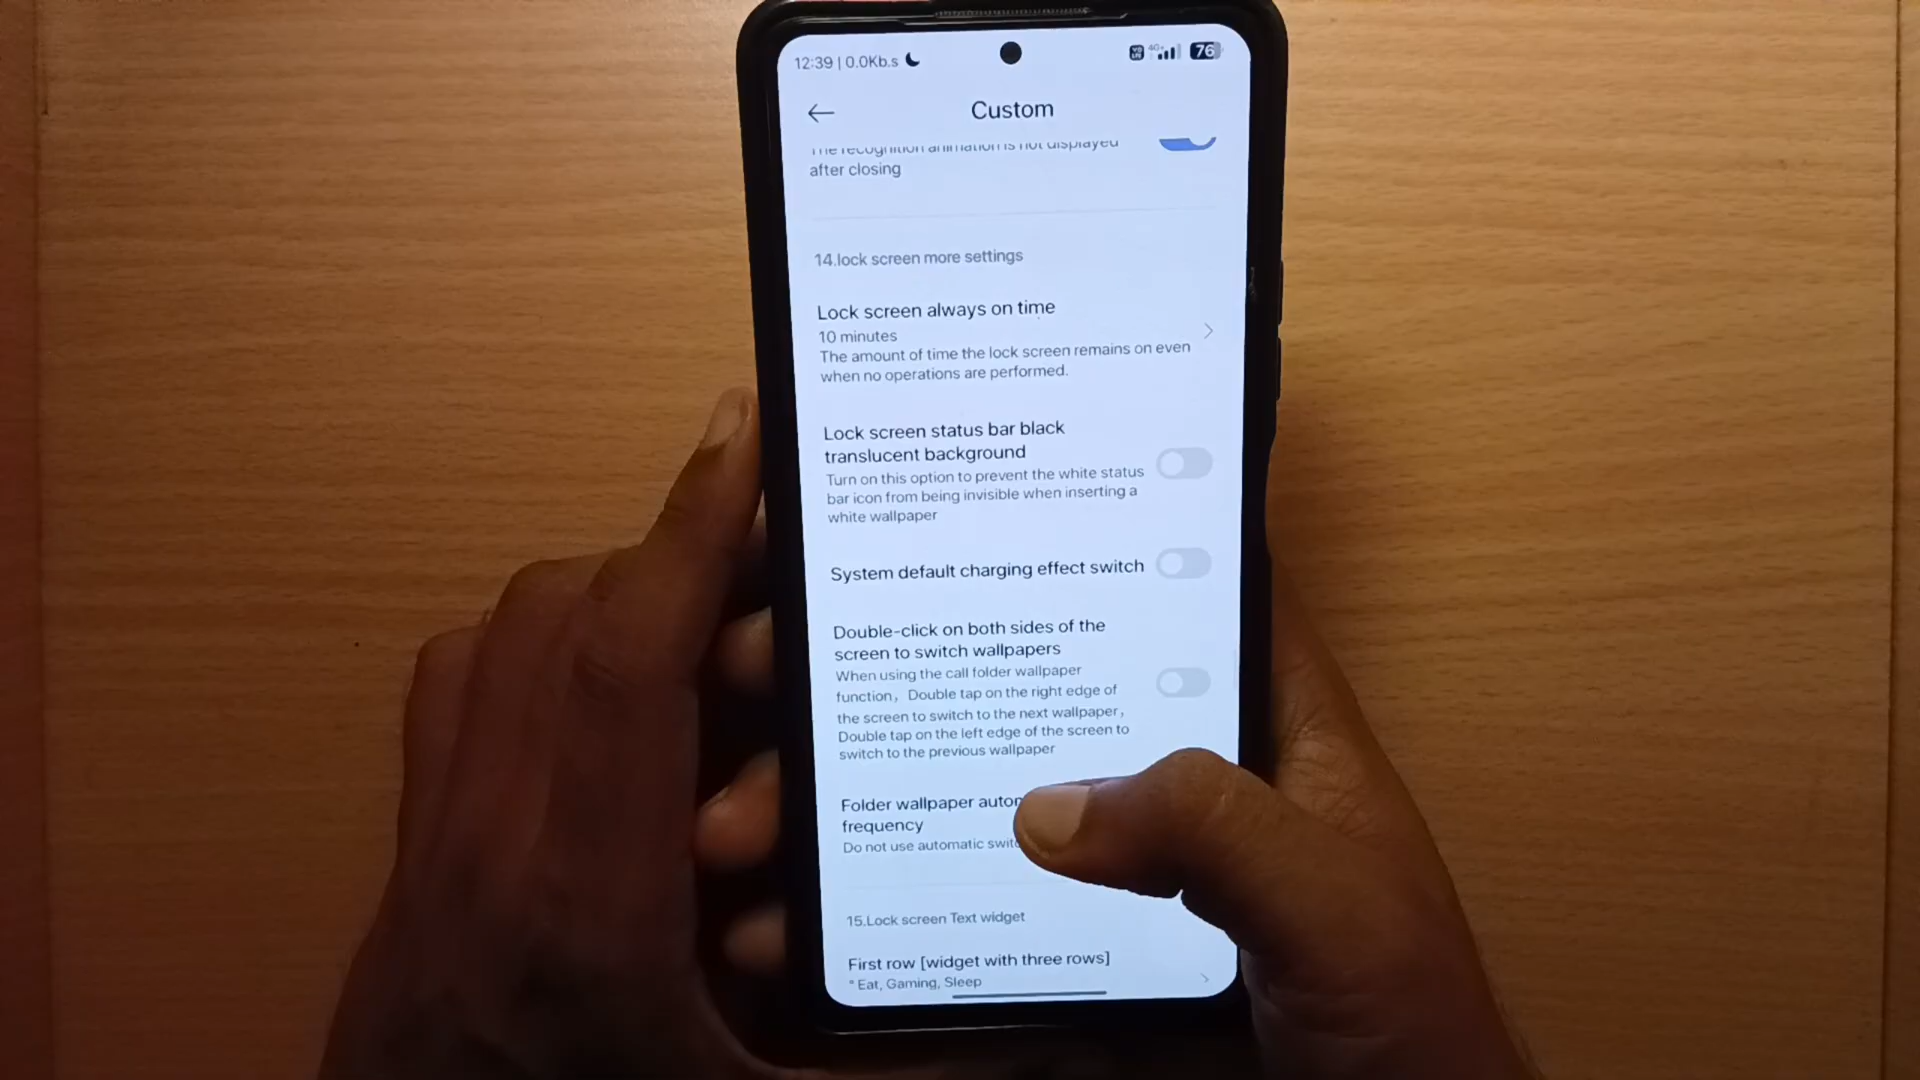 12:39 | 0.0Kb.s
4G+
76
Custom
The recognition animation is not displayed
after closing
14.lock screen more settings
Lock screen always on time
10 minutes
The amount of time the lock screen remains on even
when no operations are performed.
Lock screen status bar black
translucent background
Turn on this option to prevent the white status
bar icon from being invisible when inserting a
white wallpaper
System default charging effect switch
Double-click on both sides of the
screen to switch wallpapers
When using the call folder wallpaper
function，Double tap on the right edge of
the screen to switch to the next wallpaper，
Double tap on the left edge of the screen to
switch to the previous wallpaper
Folder wallpaper
frequency
Do not use automatic
15.Lock screen Text widget
First row [widget with three rows]
* Eat, Gaming, Sleep